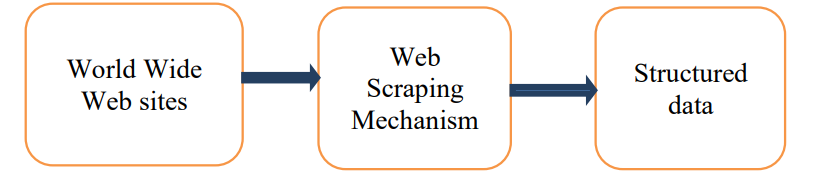 World Wide
Web sites
Web
Scraping
Mechanism
Structured
data